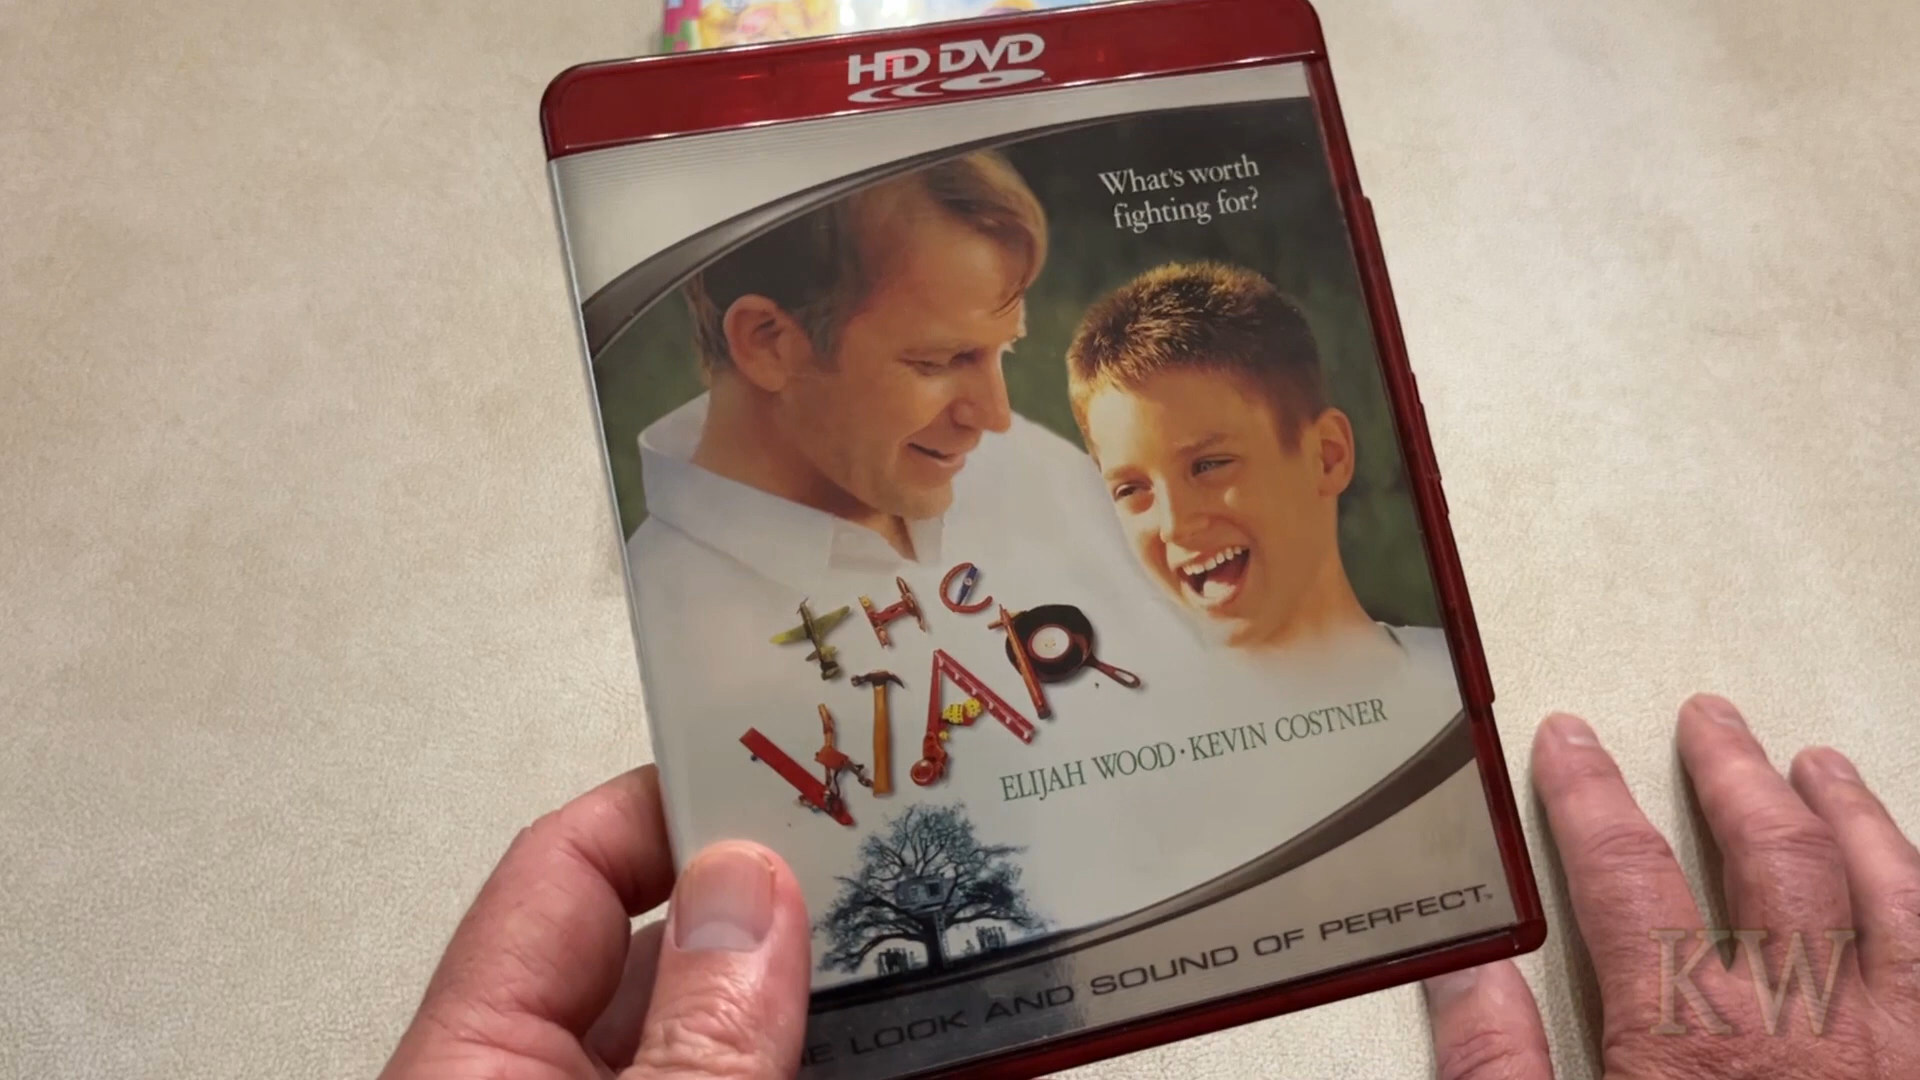 HD DVD
What's worth
fighting for?
THE
WAR
ELIJAH WOOD · KEVIN COSTNER
LOOK AND SOUND OF PERFECT.
KW